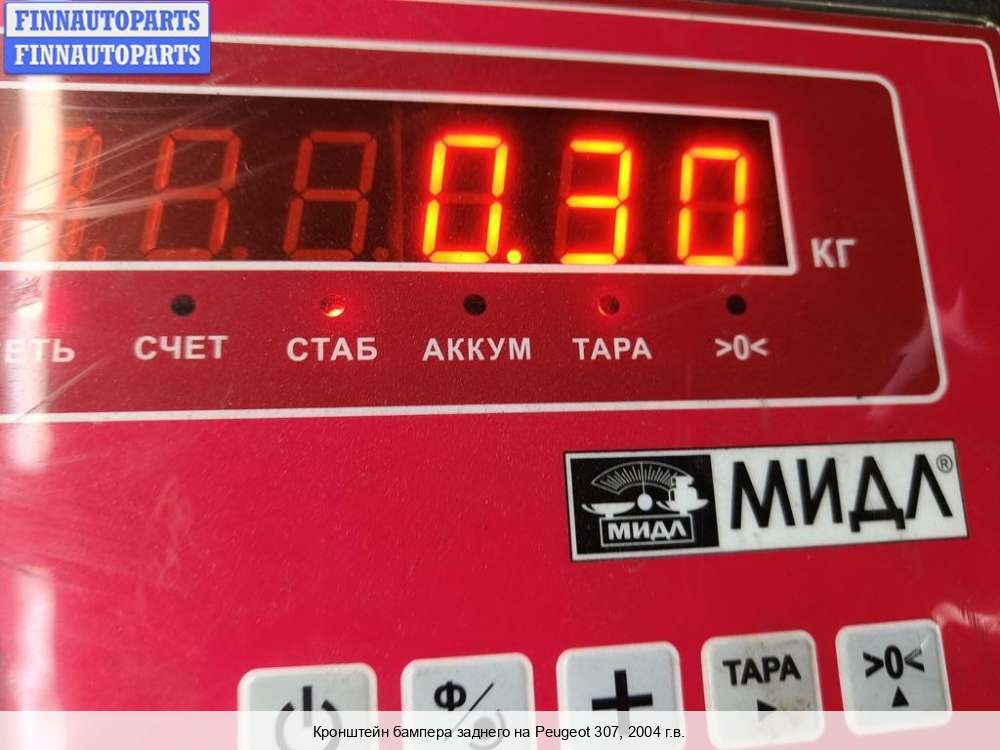 FINNAUTOPARTS
FINNAUTOPARTS
0.30
КГ
СЧЕТ СТАБ АККУМ ТАРА >0<
МИДЛ МИДЛ®
Ф/
+
ТАРА
>0<
Кронштейн бампера заднего на Peugeot 307, 2004 г.в.